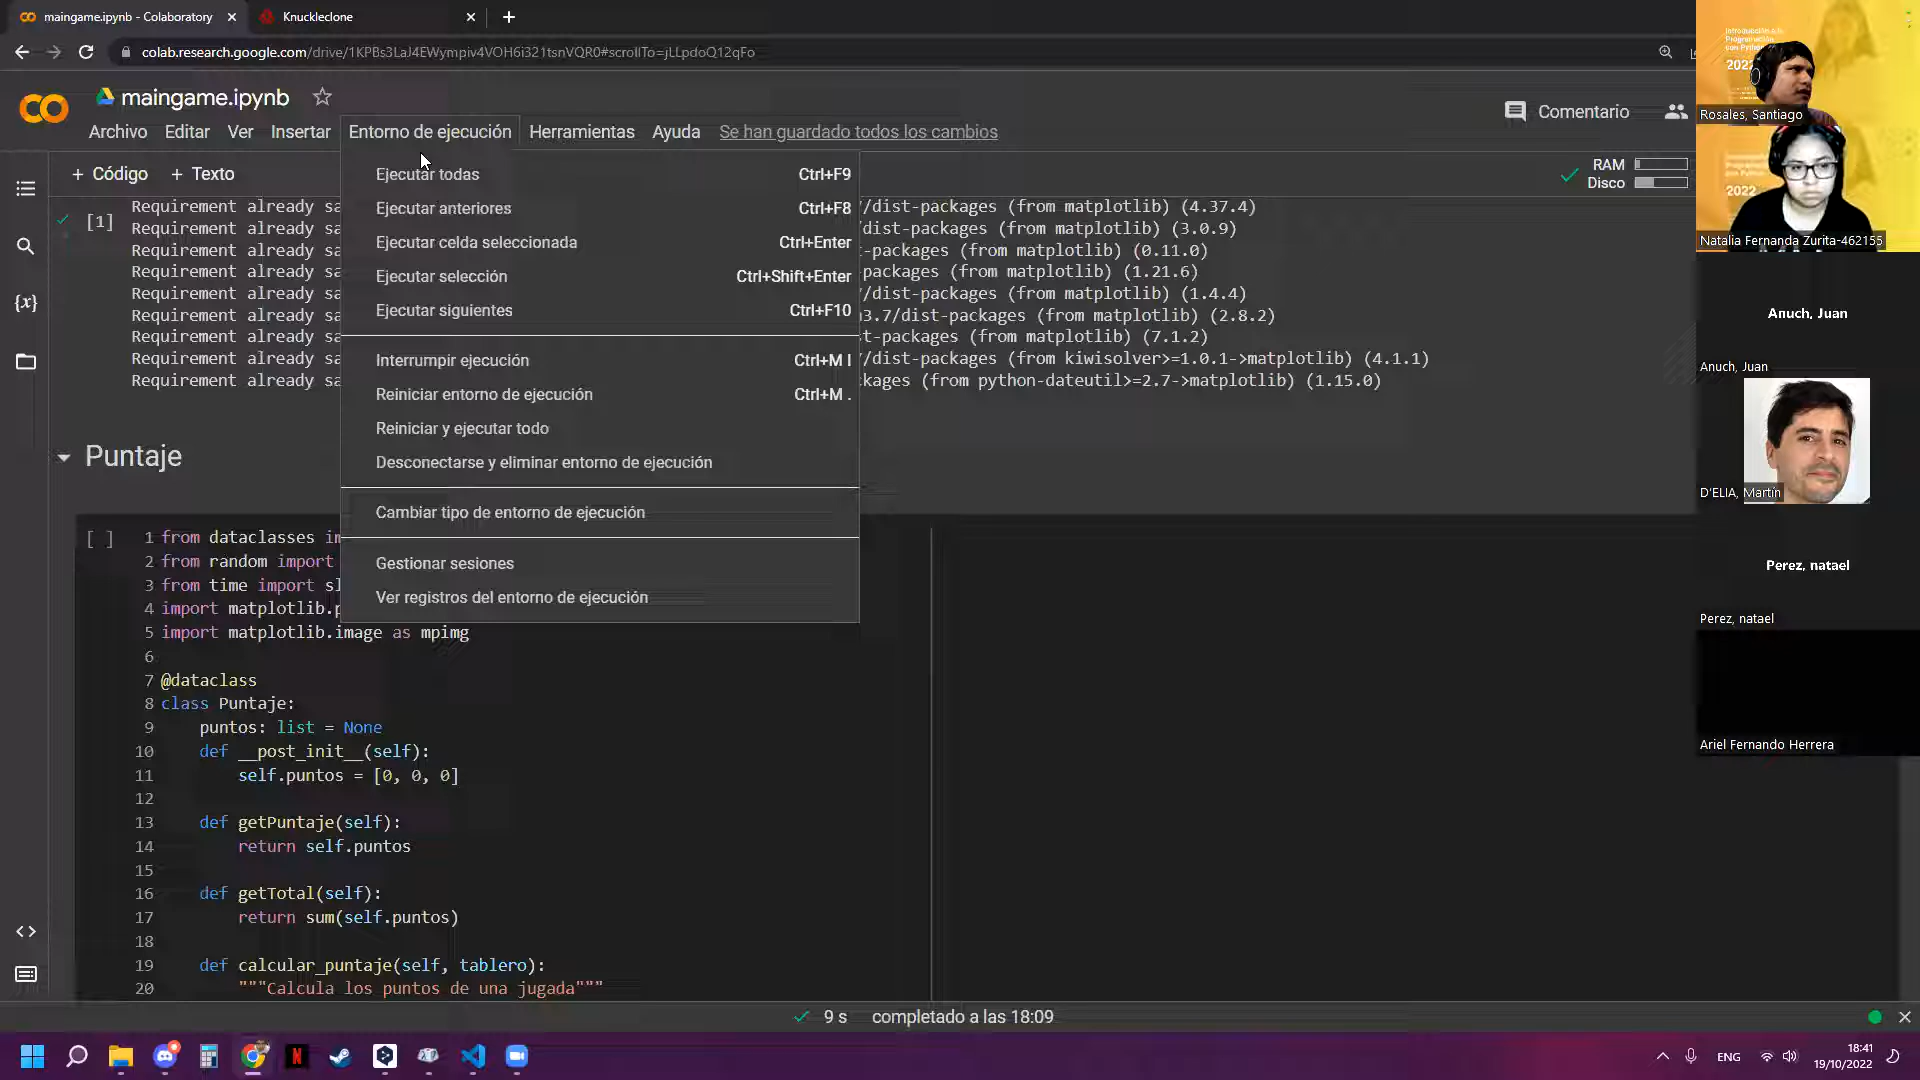 maingame.ipynb - Colaboratory
Knuckleclone
colab.research.google.com/drive/1KPBs3LaJ4EWympiv4VOH6i321tsnVQR0#scrollTo=jLLpdoQ12qFo
maingame.ipynb
Archivo Editar Ver Insertar Entorno de ejecución Herramientas Ayuda Se han guardado todos los cambios
Comentario
+ Código + Texto
RAM
Disco
Ejecutar todas Ctrl+F9
Ejecutar anteriores Ctrl+F8
Ejecutar celda seleccionada Ctrl+Enter
Ejecutar selección Ctrl+Shift+Enter
Ejecutar siguientes Ctrl+F10
Interrumpir ejecución Ctrl+M I
Reiniciar entorno de ejecución Ctrl+M .
Reiniciar y ejecutar todo
Desconectarse y eliminar entorno de ejecución
Cambiar tipo de entorno de ejecución
Gestionar sesiones
Ver registros del entorno de ejecución
[1]
Requirement already sa /dist-packages (from matplotlib) (4.37.4)
Requirement already sa dist-packages (from matplotlib) (3.0.9)
Requirement already sa packages (from matplotlib) (0.11.0)
Requirement already sa packages (from matplotlib) (1.21.6)
Requirement already sa /dist-packages (from matplotlib) (1.4.4)
Requirement already sa 3.7/dist-packages (from matplotlib) (2.8.2)
Requirement already sa t-packages (from matplotlib) (7.1.2)
Requirement already sa /dist-packages (from kiwisolver>=1.0.1->matplotlib) (4.1.1)
Requirement already sa kages (from python-dateutil>=2.7->matplotlib) (1.15.0)
Puntaje
[ ]
1 from dataclasses im
2 from random import
3 from time import sl
4 import matplotlib.p
5 import matplotlib.image as mpimg
6
7 @dataclass
8 class Puntaje:
9 puntos: list = None
10 def __post_init__(self):
11 self.puntos = [0, 0, 0]
12
13 def getPuntaje(self):
14 return self.puntos
15
16 def getTotal(self):
17 return sum(self.puntos)
18
19 def calcular_puntaje(self, tablero):
20 """Calcula los puntos de una jugada"""
9 s completado a las 18:09
Introducción a la
Programación
con Python
2022
Rosales, Santiago
2022
Natalia Fernanda Zurita-462155
Anuch, Juan
Anuch, Juan
D'ELIA, Martín
Perez, natael
Perez, natael
Ariel Fernando Herrera
ENG
18:41
19/10/2022